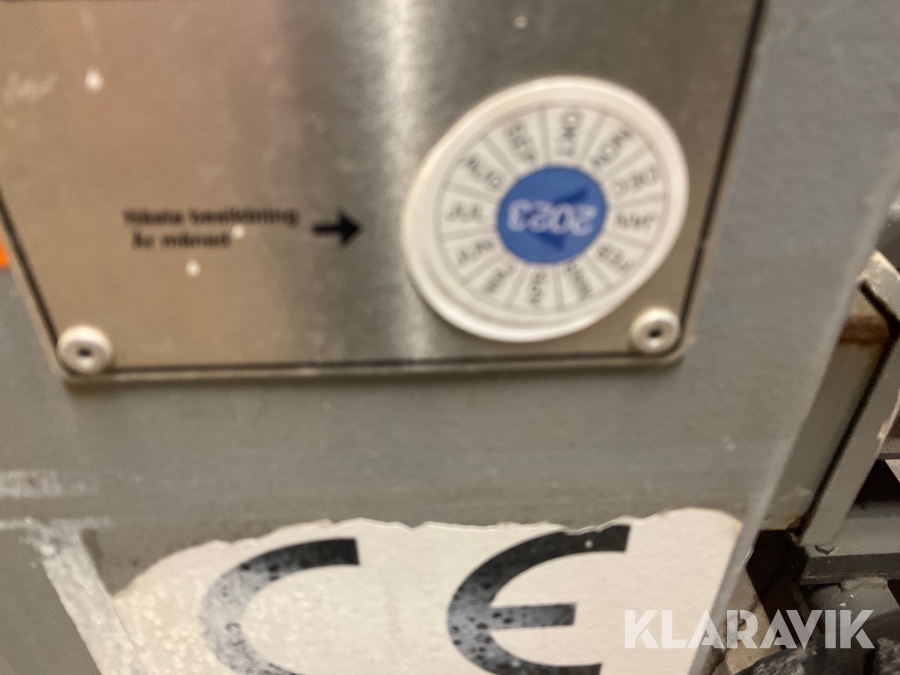 Nästa besiktning
År månad
OKT
NOV
DEC
JAN
FEB
MAR
APR
MAJ
JUN
JUL
AUG
SEP
2023
CE
KLARAVIK